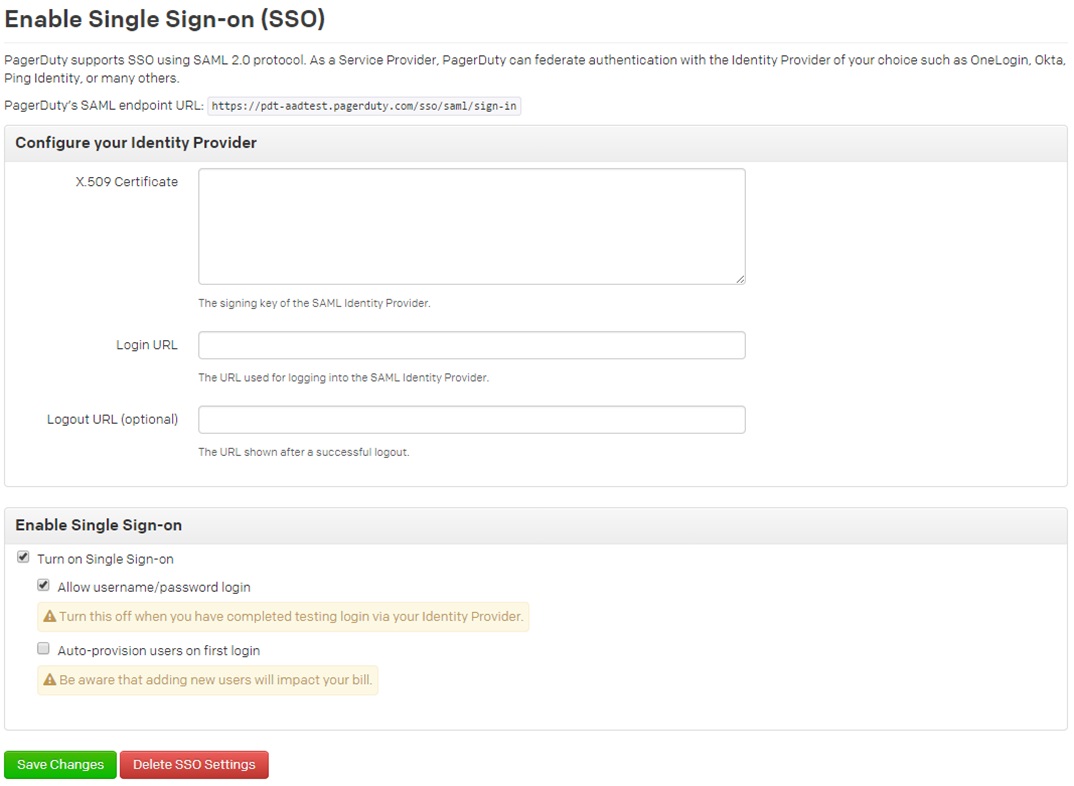 Enable Single Sign-on (SSO)
PagerDuty supports SSO using SAML 2.0 protocol. As a Service Provider, PagerDuty can federate authentication with the Identity Provider of your choice such as OneLogin, Okta,
Ping Identity, or many others.
PagerDuty's SAML endpoint URL: https://pdt-aadtest.pagerduty.com/sso/saml/sign-in
Configure your Identity Provider
X.509 Certificate
The signing key of the SAML Identity Provider.
Login URL
The URL used for logging into the SAML Identity Provider.
Logout URL (optional)
The URL shown after a successful logout.
Enable Single Sign-on
Turn on Single Sign-on
Allow username/password login
Turn this off when you have completed testing login via your Identity Provider.
Auto-provision users on first login
Be aware that adding new users will impact your bill.
Save Changes Delete SSO Settings